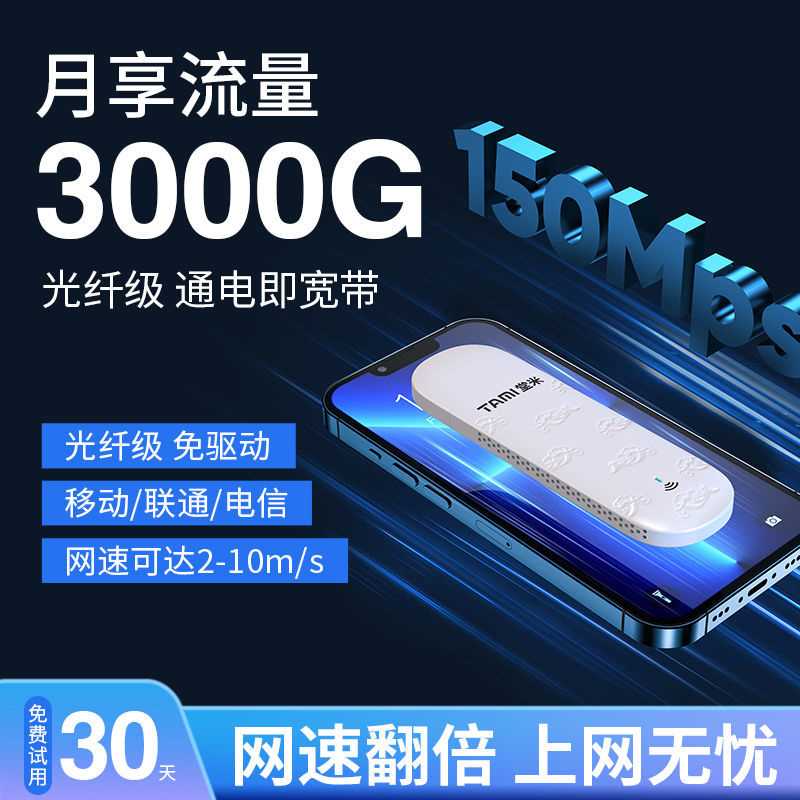 月享流量
3000G
150Mbps
光纤级 通电即宽带
TAMI 堂米
光纤级 免驱动
移动/联通/电信
网速可达2-10m/s
免费试用
30天
网速翻倍 上网无忧